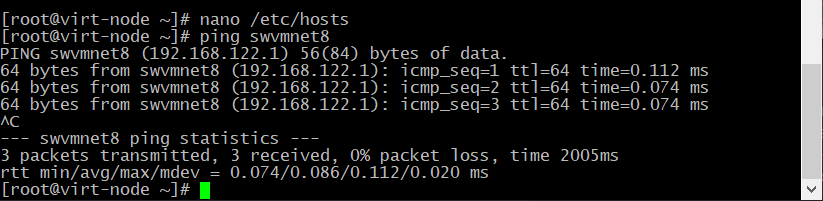 [root@virt-node ~]# nano /etc/hosts
[root@virt-node ~]# ping swvmnet8
PING swvmnet8 (192.168.122.1) 56(84) bytes of data.
64 bytes from swvmnet8 (192.168.122.1): icmp_seq=1 ttl=64 time=0.112 ms
64 bytes from swvmnet8 (192.168.122.1): icmp_seq=2 ttl=64 time=0.074 ms
64 bytes from swvmnet8 (192.168.122.1): icmp_seq=3 ttl=64 time=0.074 ms
^C
--- swvmnet8 ping statistics ---
3 packets transmitted, 3 received, 0% packet loss, time 2005ms
rtt min/avg/max/mdev = 0.074/0.086/0.112/0.020 ms
[root@virt-node ~]#